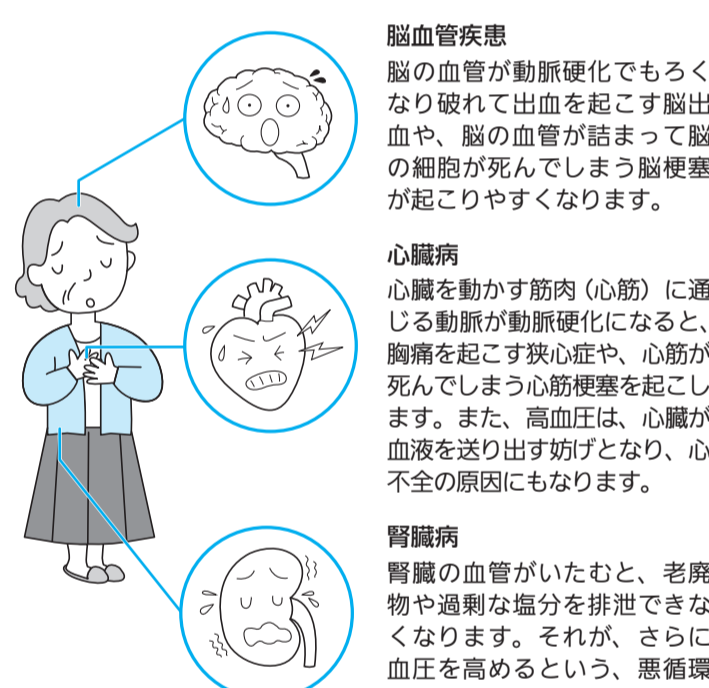 脳血管疾患
脳の血管が動脈硬化でもろく
なり破れて出血を起こす脳出
血や、脳の血管が詰まって脳
の細胞が死んでしまう脳梗塞
が起こりやすくなります。
心臓病
心臓を動かす筋肉（心筋）に通
じる動脈が動脈硬化になると、
胸痛を起こす狭心症や、心筋が
死んでしまう心筋梗塞を起こし
ます。また、高血圧は、心臓が
血液を送り出す妨げとなり、心
不全の原因にもなります。
腎臓病
腎臓の血管がいたむと、老廃
物や過剰な塩分を排泄できな
くなります。それが、さらに
血圧を高めるという、悪循環